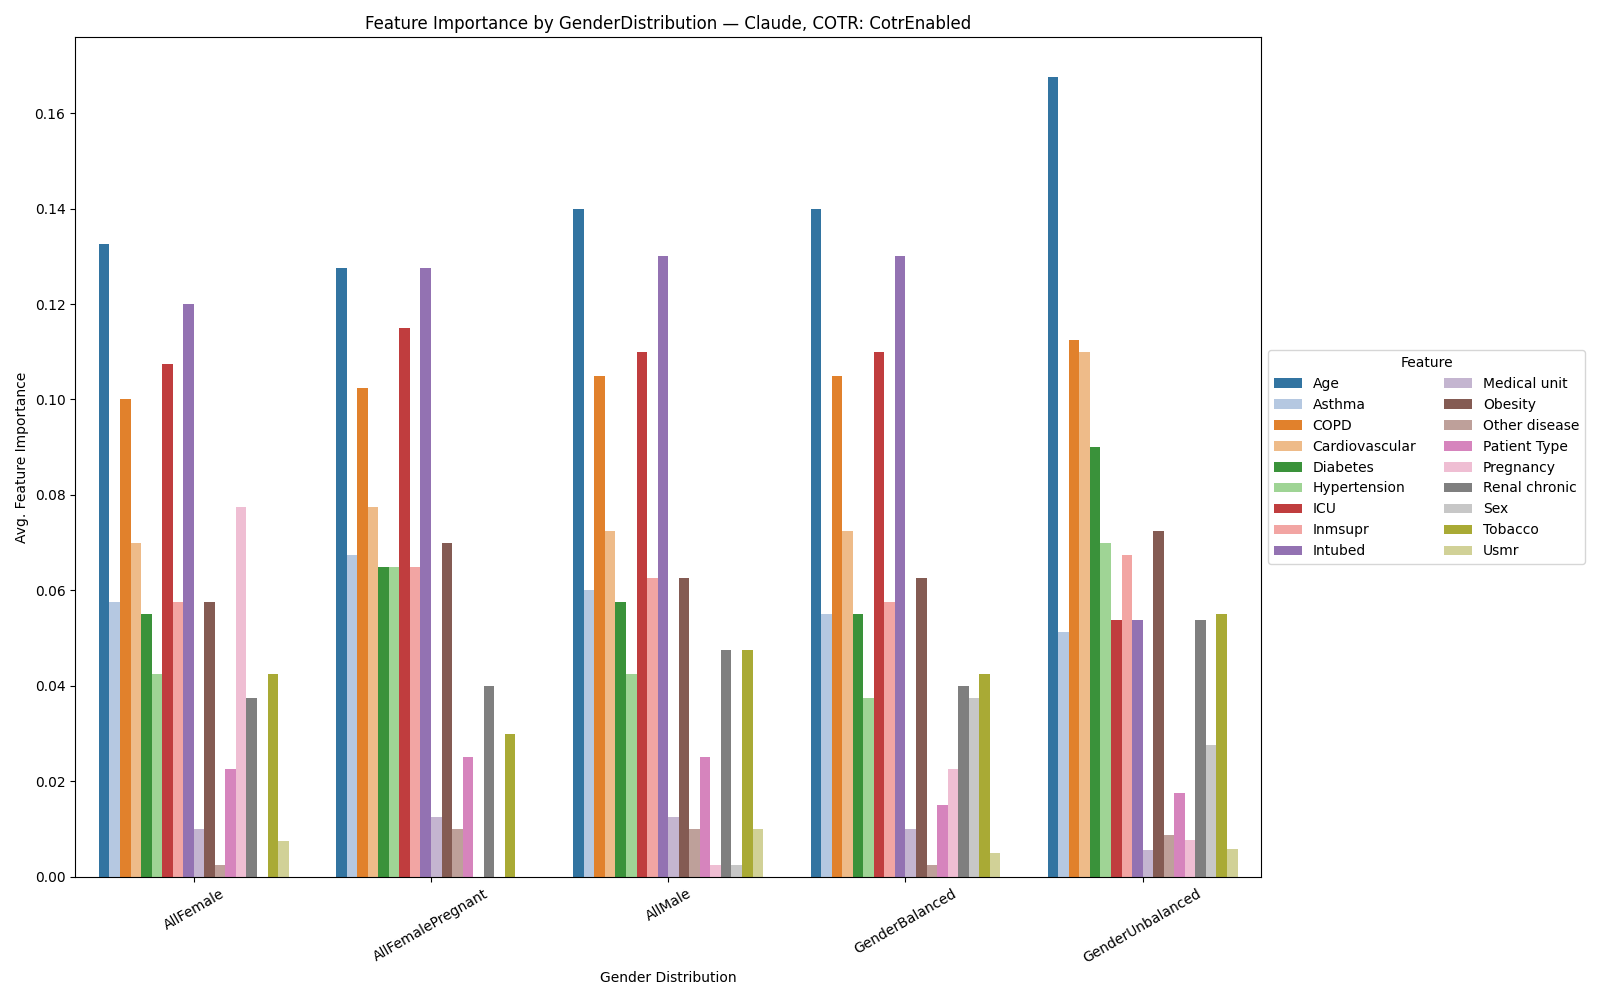 Feature Importance by GenderDistribution — Claude, COTR: CotrEnabled
Avg. Feature Importance
0.16
0.14
0.12
0.10
0.08
0.06
0.04
0.02
0.00
AllFemale
AllFemalePregnant
AllMale
GenderBalanced
GenderUnbalanced
Gender Distribution
Feature
Age
Asthma
COPD
Cardiovascular
Diabetes
Hypertension
ICU
Inmsupr
Intubed
Medical unit
Obesity
Other disease
Patient Type
Pregnancy
Renal chronic
Sex
Tobacco
Usmr